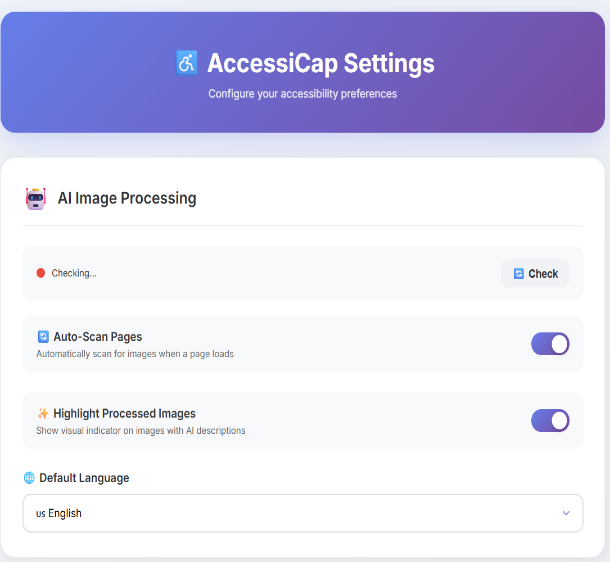 AccessiCap Settings
Configure your accessibility preferences
AI Image Processing
Checking...
Check
Auto-Scan Pages
Automatically scan for images when a page loads
Highlight Processed Images
Show visual indicator on images with AI descriptions
Default Language
us English